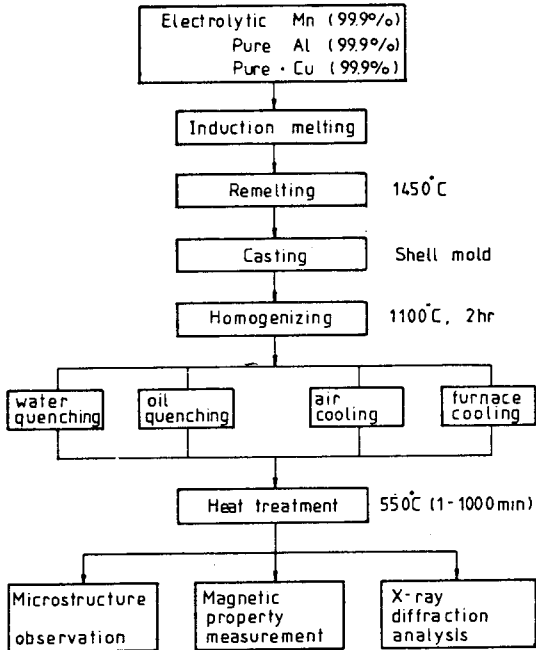 Electrolytic Mn (99.9%)
Pure Al (99.9%)
Pure · Cu (99.9%)
Induction melting
Remelting 1450°C
Casting Shell mold
Homogenizing 1100°C, 2hr
water
quenching
oil
quenching
air
cooling
furnace
cooling
Heat treatment 550°C (1-1000min)
Microstructure
observation
Magnetic
property
measurement
X-ray
diffraction
analysis